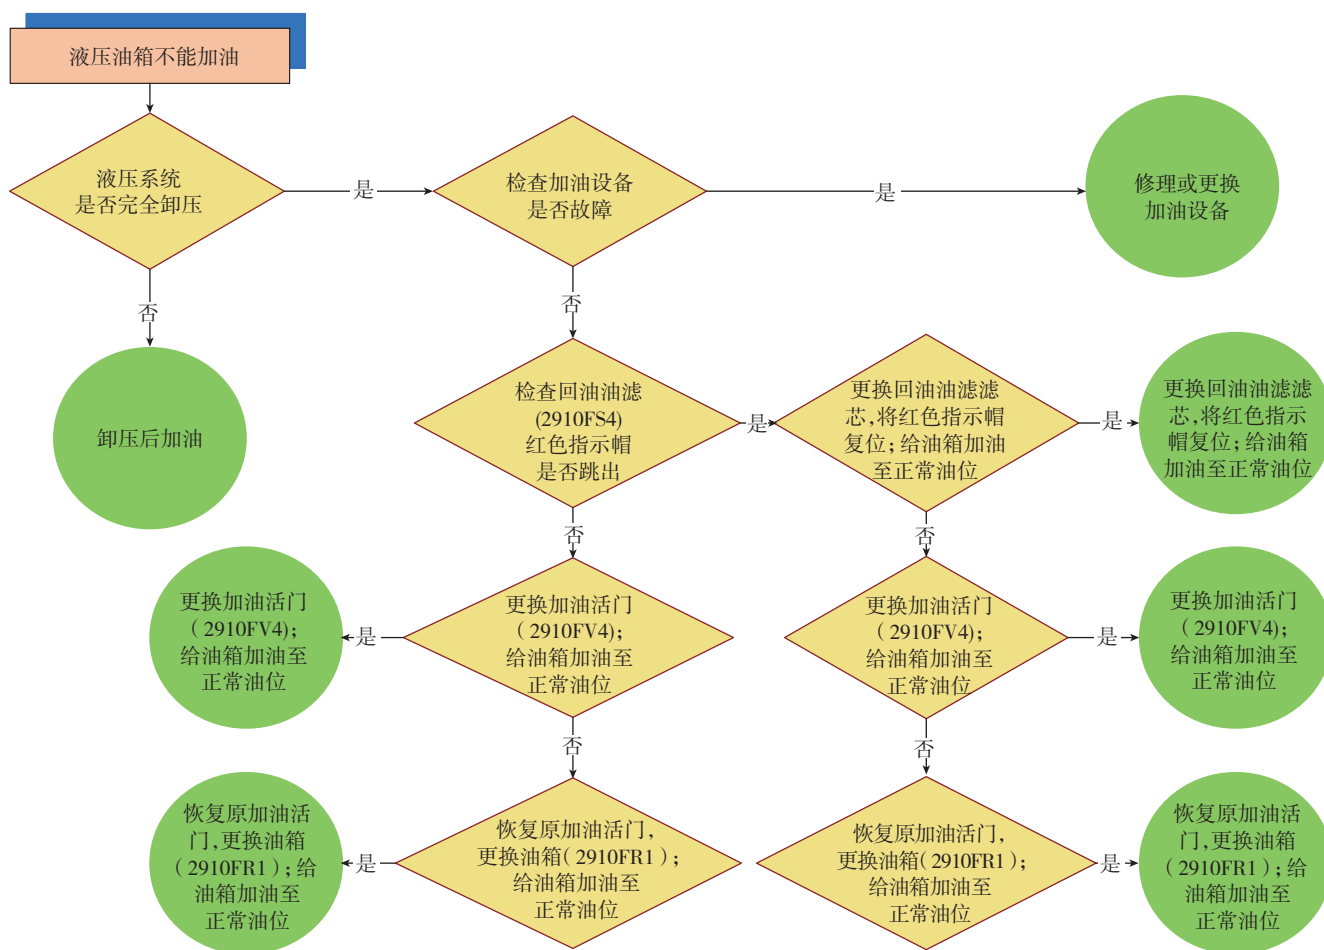 液压油箱不能加油
液压系统
是否完全卸压
是
检查加油设备
是否故障
是
修理或更换
加油设备
否
卸压后加油
否
检查回油油滤
(2910FS4)
红色指示帽
是否跳出
是
更换回油油滤滤
芯,将红色指示帽
复位;给油箱加油
至正常油位
是
更换回油油滤滤
芯,将红色指示
帽复位;给油箱
加油至正常油位
否
否
更换加油活门
(2910FV4);
给油箱加油至
正常油位
是
更换加油活门
(2910FV4);
给油箱加油至
正常油位
更换加油活门
(2910FV4);
给油箱加油至
正常油位
是
更换加油活门
(2910FV4);
给油箱加油至
正常油位
否
否
恢复原加油活
门,更换油箱
(2910FR1);给
油箱加油至
正常油位
是
恢复原加油活门,
更换油箱(2910FR1);
给油箱加油至
正常油位
恢复原加油活门,
更换油箱(2910FR1);
给油箱加油至
正常油位
是
恢复原加油活
门,更换油箱
(2910FR1);给
油箱加油至
正常油位